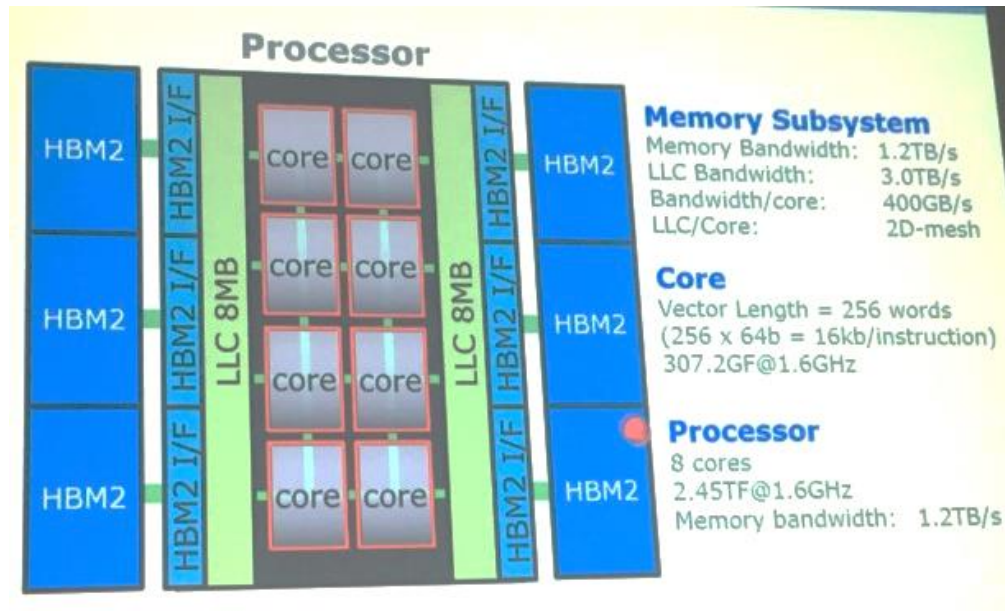 Processor
HBM2
HBM2 I/F
LLC 8MB
core core
LLC 8MB
HBM2 I/F
HBM2
HBM2
HBM2 I/F
core core
HBM2 I/F
HBM2
core core
HBM2
HBM2 I/F
core core
HBM2 I/F
HBM2
Memory Subsystem
Memory Bandwidth: 1.2TB/s
LLC Bandwidth: 3.0TB/s
Bandwidth/core: 400GB/s
LLC/Core: 2D-mesh
Core
Vector Length = 256 words
(256 x 64b = 16kb/instruction)
307.2GF@1.6GHz
Processor
8 cores
2.45TF@1.6GHz
Memory bandwidth: 1.2TB/s